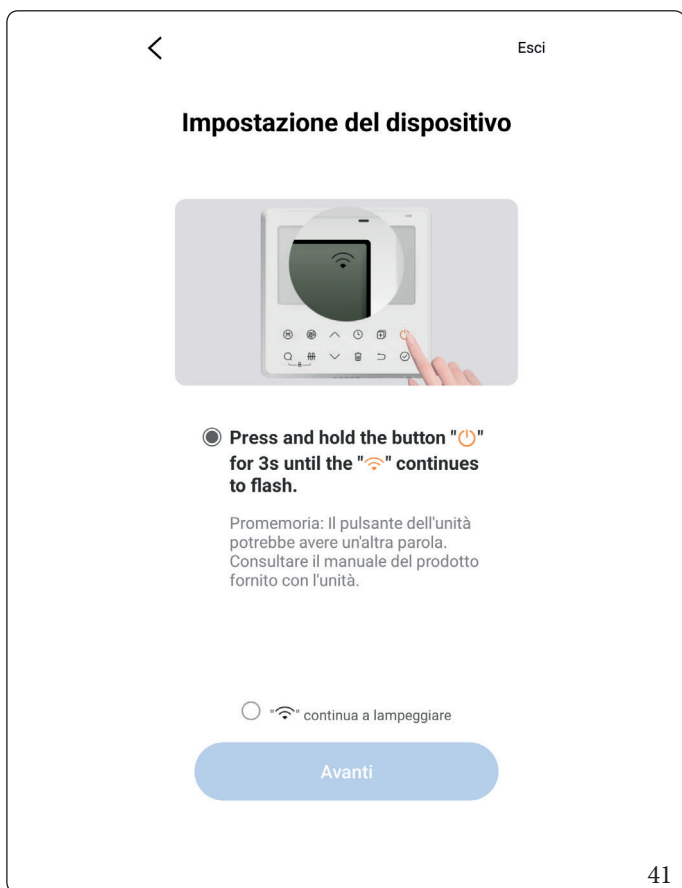 Esci
Impostazione del dispositivo
Press and hold the button " "
for 3s until the " " continues
to flash.
Promemoria: Il pulsante dell'unità
potrebbe avere un'altra parola.
Consultare il manuale del prodotto
fornito con l'unità.
" " continua a lampeggiare
Avanti
41